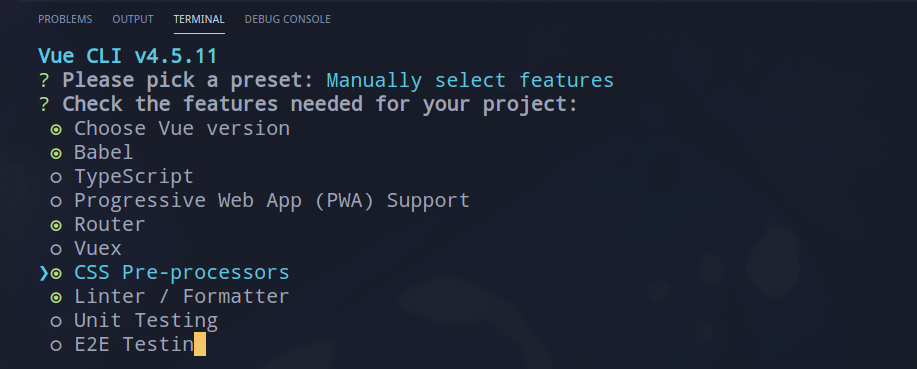 PROBLEMS OUTPUT TERMINAL DEBUG CONSOLE
Vue CLI v4.5.11
? Please pick a preset: Manually select features
? Check the features needed for your project:
◉ Choose Vue version
◉ Babel
◯ TypeScript
◯ Progressive Web App (PWA) Support
◉ Router
◯ Vuex
❯◉ CSS Pre-processors
◉ Linter / Formatter
◯ Unit Testing
◯ E2E Testin